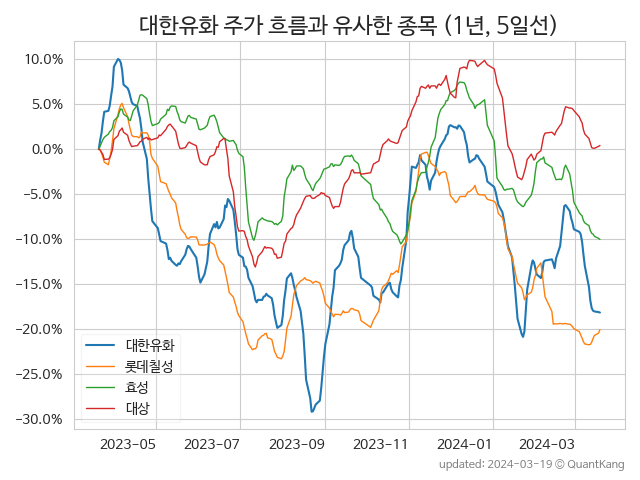 대한유화 주가 흐름과 유사한 종목 (1년, 5일선)
10.0%
5.0%
0.0%
−5.0%
−10.0%
−15.0%
−20.0%
−25.0%
−30.0%
대한유화
롯데칠성
효성
대상
2023-05 2023-07 2023-09 2023-11 2024-01 2024-03
updated: 2024-03-19 © QuantKang